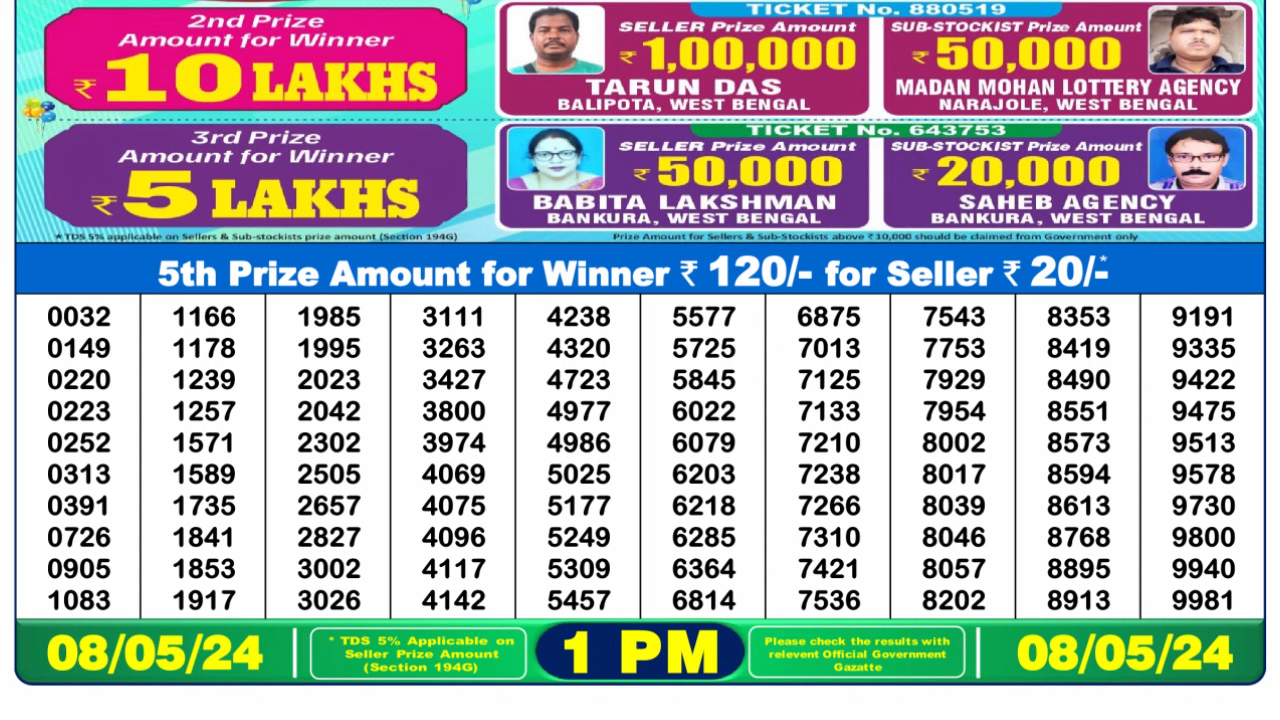 2nd Prize
Amount for Winner
₹ 10 LAKHS
TICKET No. 880519
SELLER Prize Amount
₹ 1,00,000
TARUN DAS
BALIPOTA, WEST BENGAL
SUB-STOCKIST Prize Amount
₹ 50,000
MADAN MOHAN LOTTERY AGENCY
NARAJOLE, WEST BENGAL
3rd Prize
Amount for Winner
₹ 5 LAKHS
TICKET No. 643753
SELLER Prize Amount
₹ 50,000
BABITA LAKSHMAN
BANKURA, WEST BENGAL
SUB-STOCKIST Prize Amount
₹ 20,000
SAHEB AGENCY
BANKURA, WEST BENGAL
*TDS 5% applicable on Sellers & Sub-stockists prize amount (Section 194G)
Prize Amount for Sellers & Sub-Stockists above ₹ 10,000 should be claimed from Government only
5th Prize Amount for Winner ₹ 120/- for Seller ₹ 20/-*
0032 1166 1985 3111 4238 5577 6875 7543 8353 9191
0149 1178 1995 3263 4320 5725 7013 7753 8419 9335
0220 1239 2023 3427 4723 5845 7125 7929 8490 9422
0223 1257 2042 3800 4977 6022 7133 7954 8551 9475
0252 1571 2302 3974 4986 6079 7210 8002 8573 9513
0313 1589 2505 4069 5025 6203 7238 8017 8594 9578
0391 1735 2657 4075 5177 6218 7266 8039 8613 9730
0726 1841 2827 4096 5249 6285 7310 8046 8768 9800
0905 1853 3002 4117 5309 6364 7421 8057 8895 9940
1083 1917 3026 4142 5457 6814 7536 8202 8913 9981
08/05/24
* TDS 5% Applicable on
Seller Prize Amount
(Section 194G)
1 PM
Please check the results with
relevent Official Government
Gazatte
08/05/24